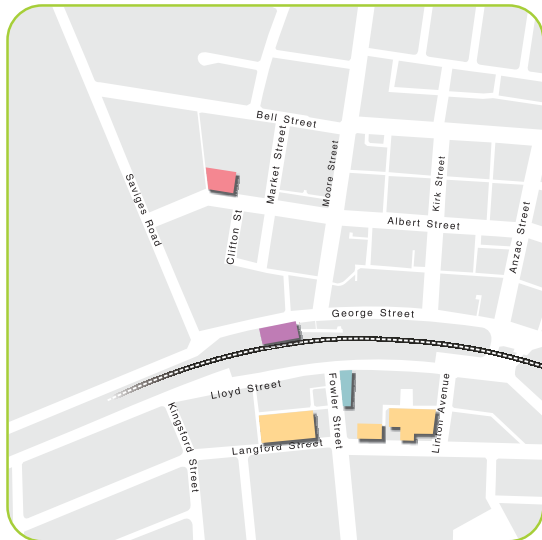 Bell Street
Market Street
Moore Street
Kirk Street
Saviges Road
Clifton St
Albert Street
Anzac Street
George Street
Lloyd Street
Fowler Street
Linton Avenue
Kingsford Street
Langford Street